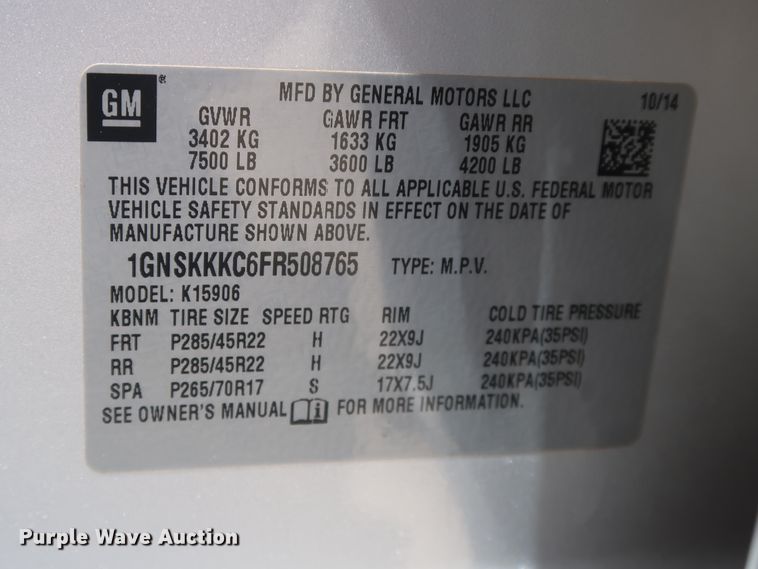 GM ®
MFD BY GENERAL MOTORS LLC 10/14
GVWR GAWR FRT GAWR RR
3402 KG 1633 KG 1905 KG
7500 LB 3600 LB 4200 LB
THIS VEHICLE CONFORMS TO ALL APPLICABLE U.S. FEDERAL MOTOR
VEHICLE SAFETY STANDARDS IN EFFECT ON THE DATE OF
MANUFACTURE SHOWN ABOVE.
1GNSKKKC6FR508765 TYPE: M.P.V.
MODEL: K15906
KBNM TIRE SIZE SPEED RTG RIM COLD TIRE PRESSURE
FRT P285/45R22 H 22X9J 240KPA(35PSI)
RR P285/45R22 H 22X9J 240KPA(35PSI)
SPA P265/70R17 S 17X7.5J 240KPA(35PSI)
SEE OWNER'S MANUAL i FOR MORE INFORMATION.
Purple Wave Auction